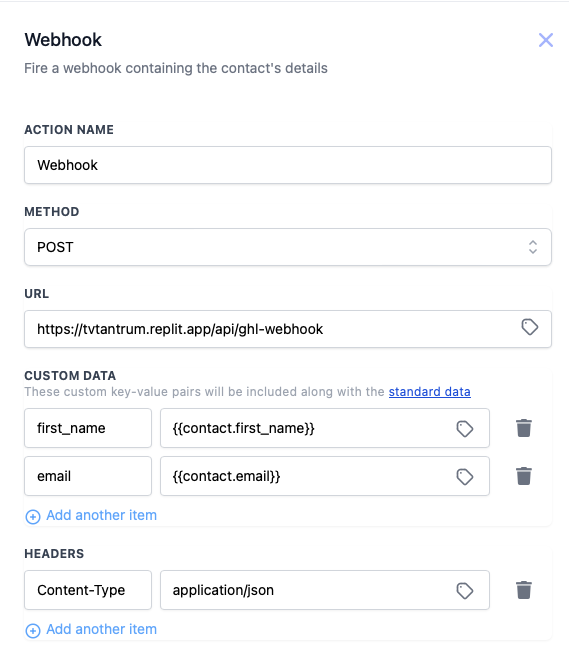 Webhook
Fire a webhook containing the contact's details
ACTION NAME
Webhook
METHOD
POST
URL
https://tvtantrum.replit.app/api/ghl-webhook
CUSTOM DATA
These custom key-value pairs will be included along with the standard data
first_name {{contact.first_name}}
email {{contact.email}}
Add another item
HEADERS
Content-Type application/json
Add another item